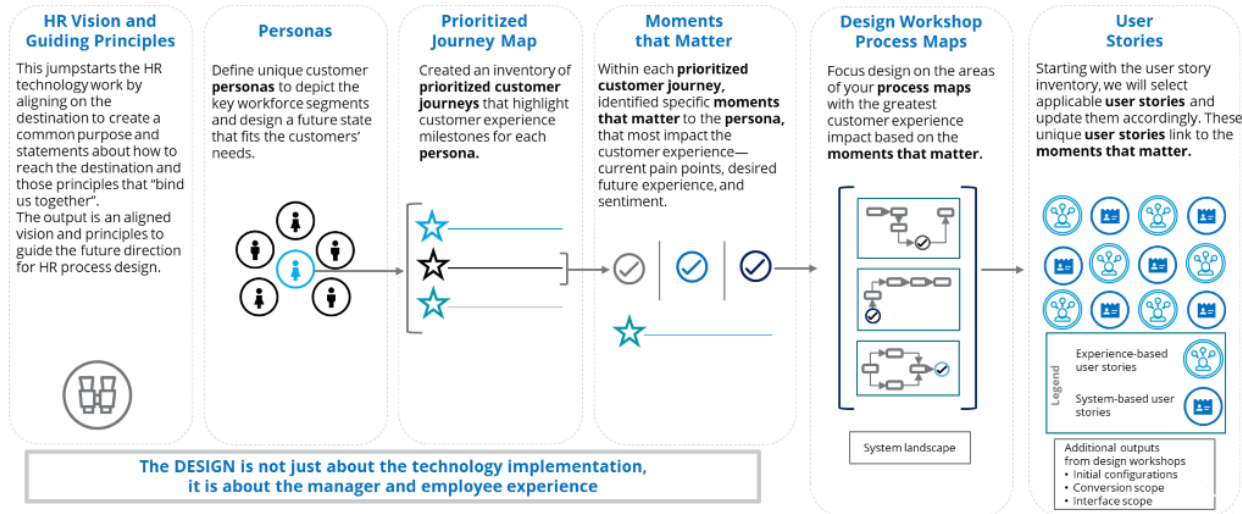 HR Vision and
Guiding Principles
This jumpstarts the HR
technology work by
aligning on the
destination to create a
common purpose and
statements about how to
reach the destination and
those principles that “bind
us together”.
The output is an aligned
vision and principles to
guide the future direction
for HR process design.
Personas
Define unique customer
personas to depict the
key workforce segments
and design a future state
that fits the customers’
needs.
Prioritized
Journey Map
Created an inventory of
prioritized customer
journeys that highlight
customer experience
milestones for each
persona.
Moments
that Matter
Within each prioritized
customer journey,
identified specific moments
that matter to the persona,
that most impact the
customer experience—
current pain points, desired
future experience, and
sentiment.
Design Workshop
Process Maps
Focus design on the areas
of your process maps
with the greatest
customer experience
impact based on the
moments that matter.
System landscape
User
Stories
Starting with the user story
inventory, we will select
applicable user stories and
update them accordingly. These
unique user stories link to the
moments that matter.
Legend
Experience-based
user stories
System-based user
stories
Additional outputs
from design workshops
• Initial configurations
• Conversion scope
• Interface scope
The DESIGN is not just about the technology implementation,
it is about the manager and employee experience